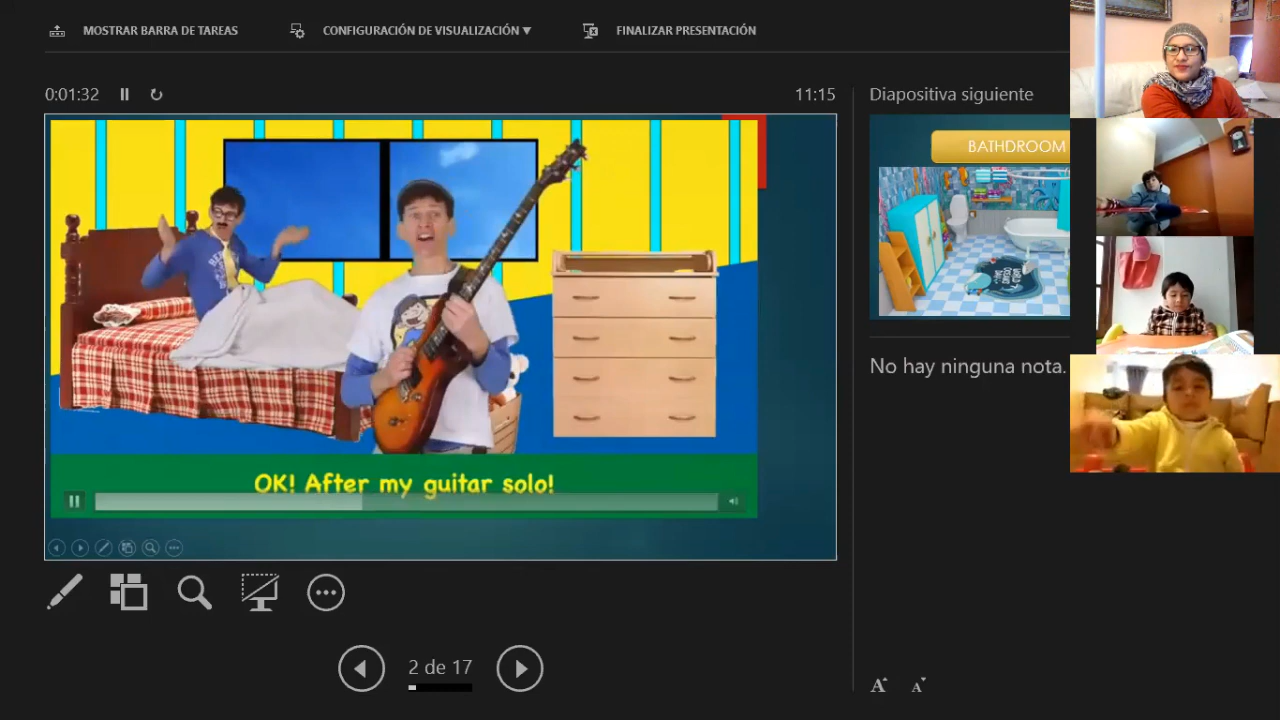 MOSTRAR BARRA DE TAREAS
CONFIGURACIÓN DE VISUALIZACIÓN ▼
FINALIZAR PRESENTACIÓN
0:01:32
11:15
Diapositiva siguiente
BATHDROOM
OK! After my guitar solo!
No hay ninguna nota.
2 de 17
A A